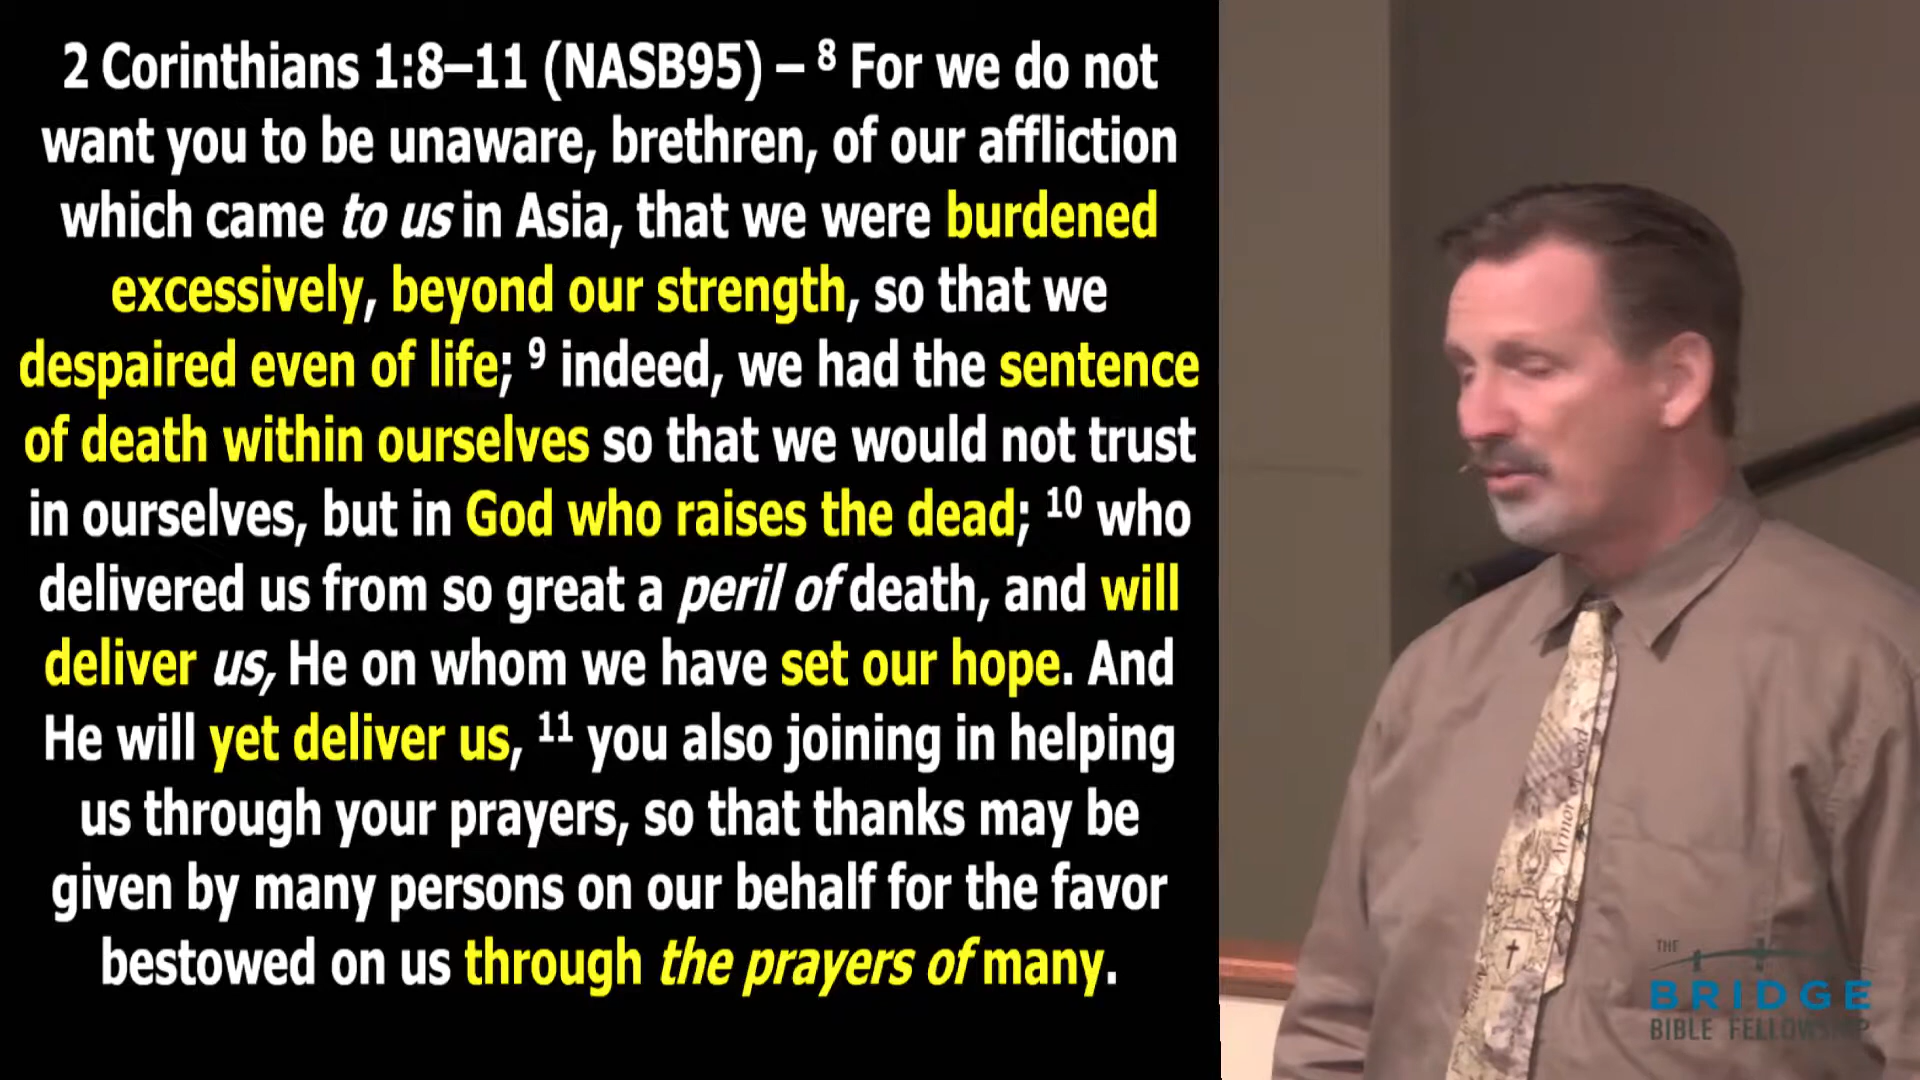 2 Corinthians 1:8–11 (NASB95) – 8 For we do not
want you to be unaware, brethren, of our affliction
which came to us in Asia, that we were burdened
excessively, beyond our strength, so that we
despaired even of life; 9 indeed, we had the sentence
of death within ourselves so that we would not trust
in ourselves, but in God who raises the dead; 10 who
delivered us from so great a peril of death, and will
deliver us, He on whom we have set our hope. And
He will yet deliver us, 11 you also joining in helping
us through your prayers, so that thanks may be
given by many persons on our behalf for the favor
bestowed on us through the prayers of many.
Armor of God
THE
BRIDGE
BIBLE FELLOWSHIP